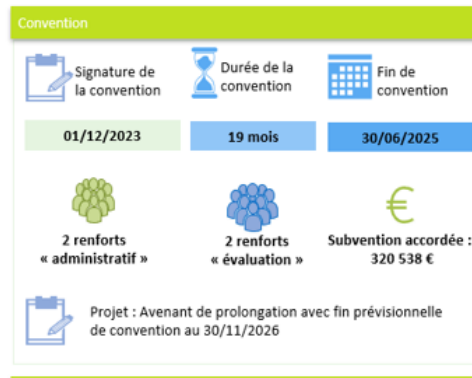 Convention
Signature de
la convention
Durée de la
convention
Fin de
convention
01/12/2023
19 mois
30/06/2025
2 renforts
« administratif »
2 renforts
« évaluation »
€
Subvention accordée :
320 538 €
Projet : Avenant de prolongation avec fin prévisionnelle
de convention au 30/11/2026